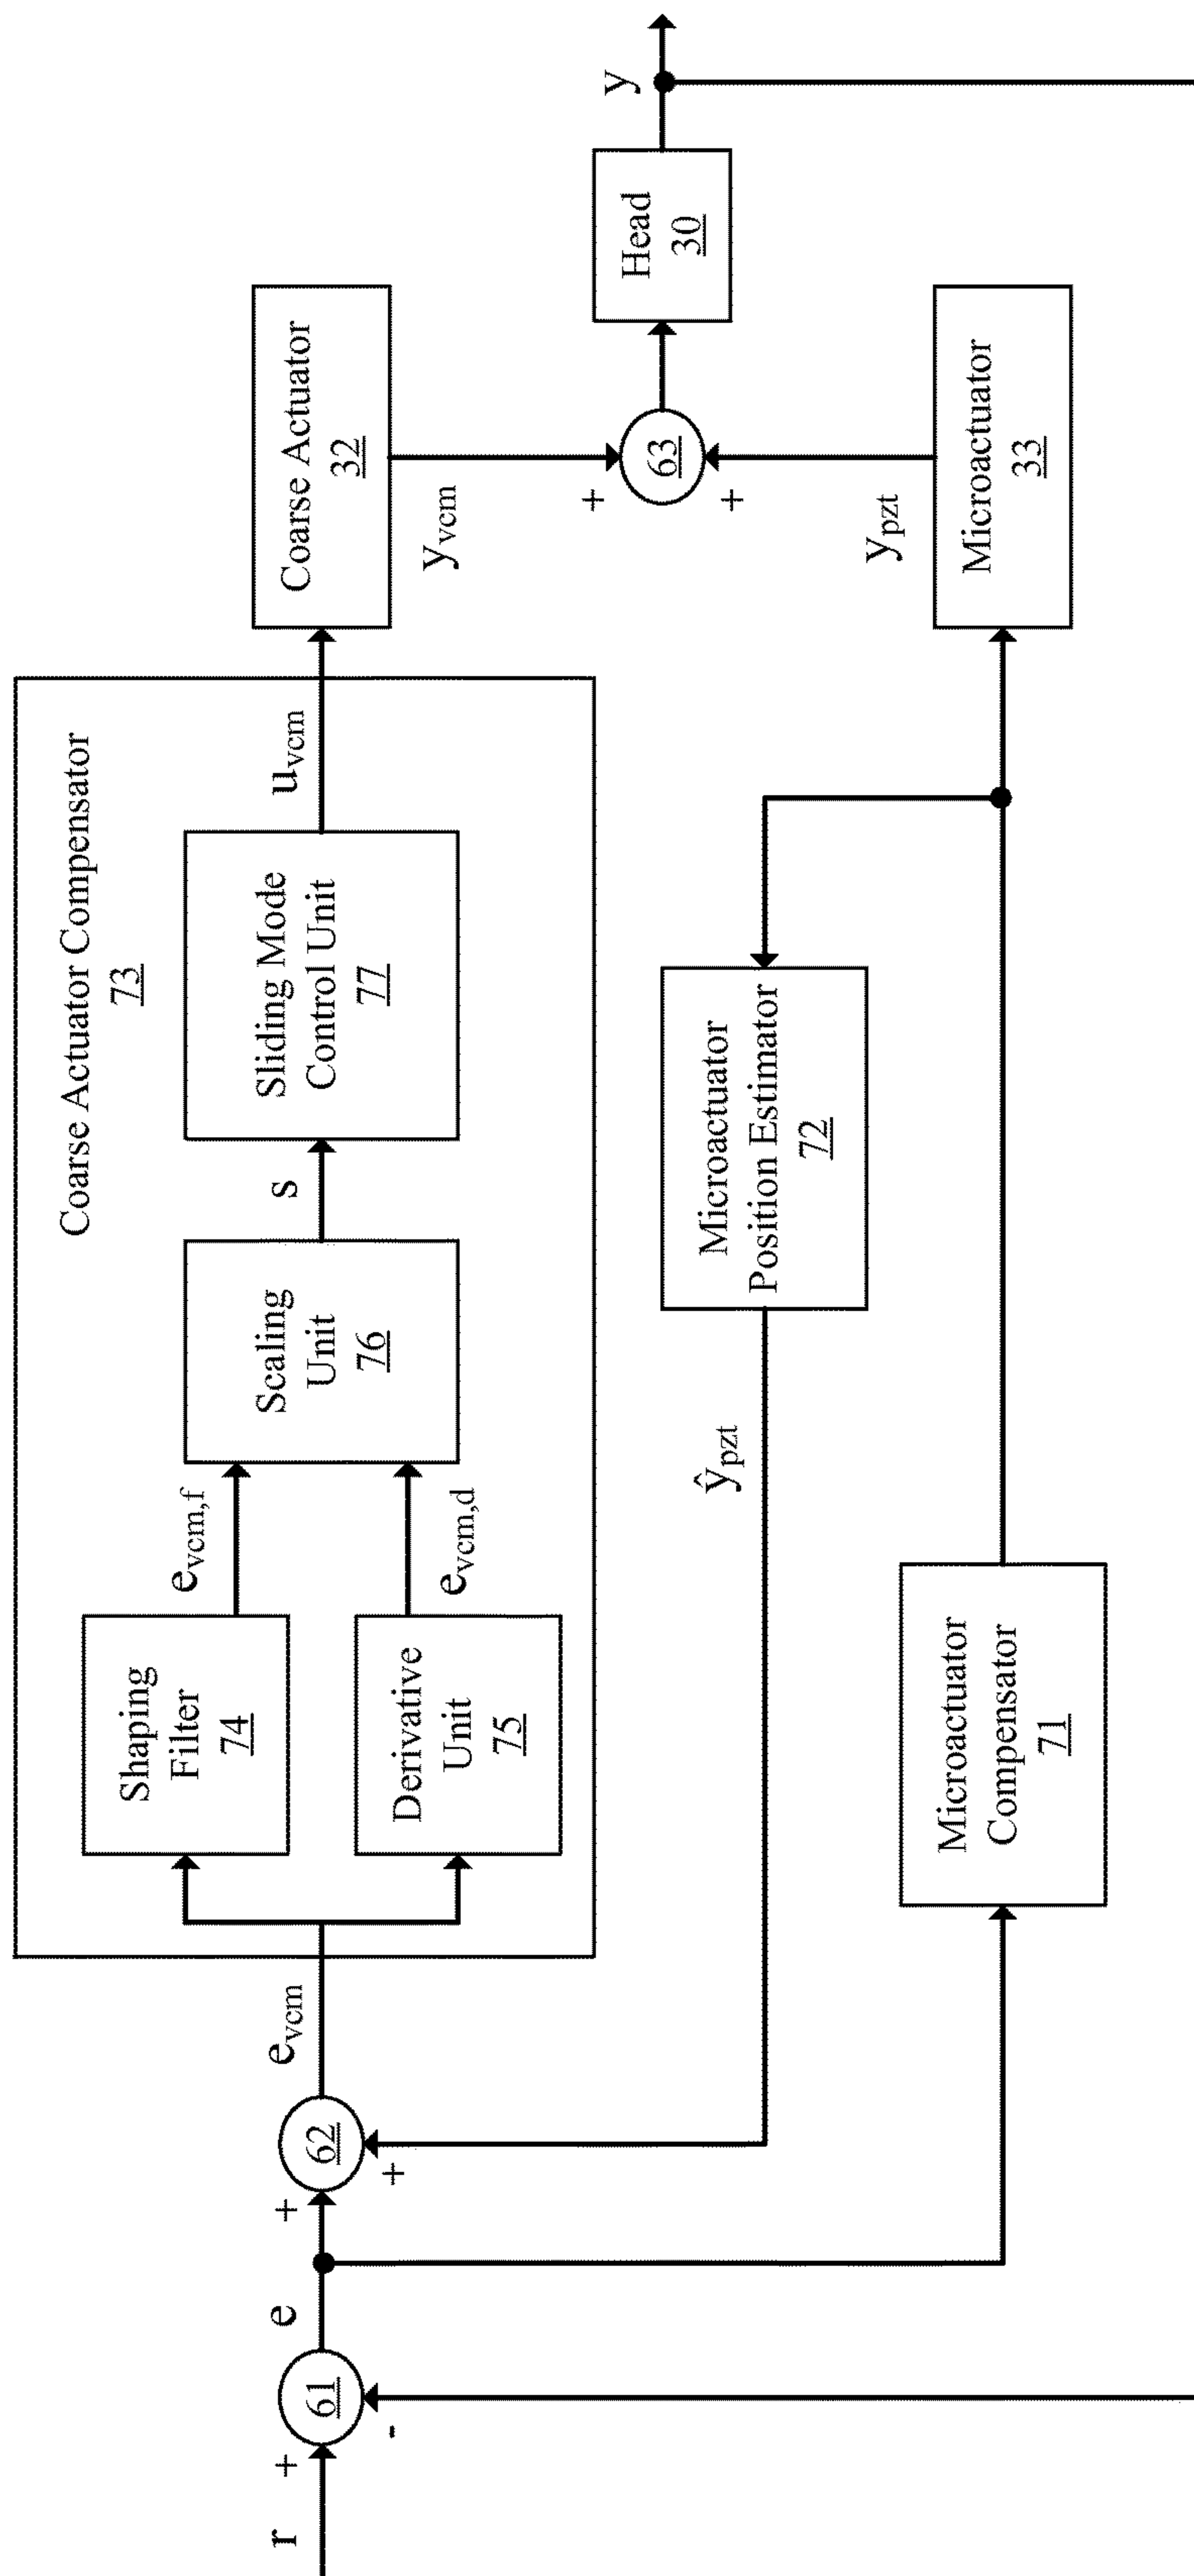 Coarse Actuator Compensator
73
r
+
-
61
e
+
+
62
e_vcm
Shaping
Filter
74
Derivative
Unit
75
e_vcm,f
e_vcm,d
Scaling
Unit
76
s
Sliding Mode
Control Unit
77
u_vcm
Coarse Actuator
32
y_vcm
+
63
+
y_pzt
Head
30
y
ŷ_pzt
Microactuator
Position Estimator
72
Microactuator
Compensator
71
Microactuator
33